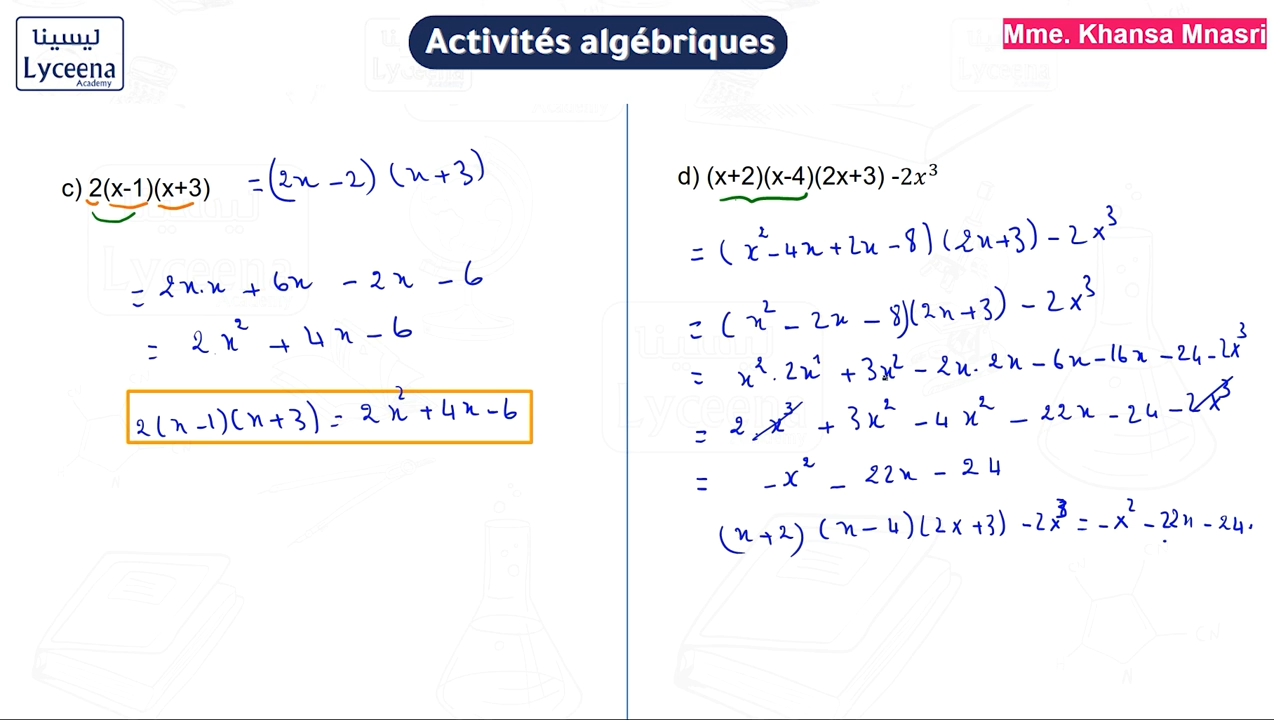 ليسينا
Lyceena
Academy
Activités algébriques
Mme. Khansa Mnasri
c) 2(x-1)(x+3) = (2x - 2) (x + 3)
= 2x.x + 6x - 2x - 6
= 2x² + 4x - 6
2(x-1)(x+3) = 2x² + 4x - 6
d) (x+2)(x-4)(2x+3) -2x³
= (x² - 4x + 2x - 8) (2x+3) - 2x³
= (x² - 2x - 8)(2x+3) - 2x³
= x² . 2x¹ + 3x² - 2x . 2x - 6x - 16x - 24 - 2x³
= 2x³ + 3x² - 4x² - 22x - 24 - 2x³
= -x² - 22x - 24
(x+2) (x-4)(2x+3) - 2x³ = -x² - 22x - 24.